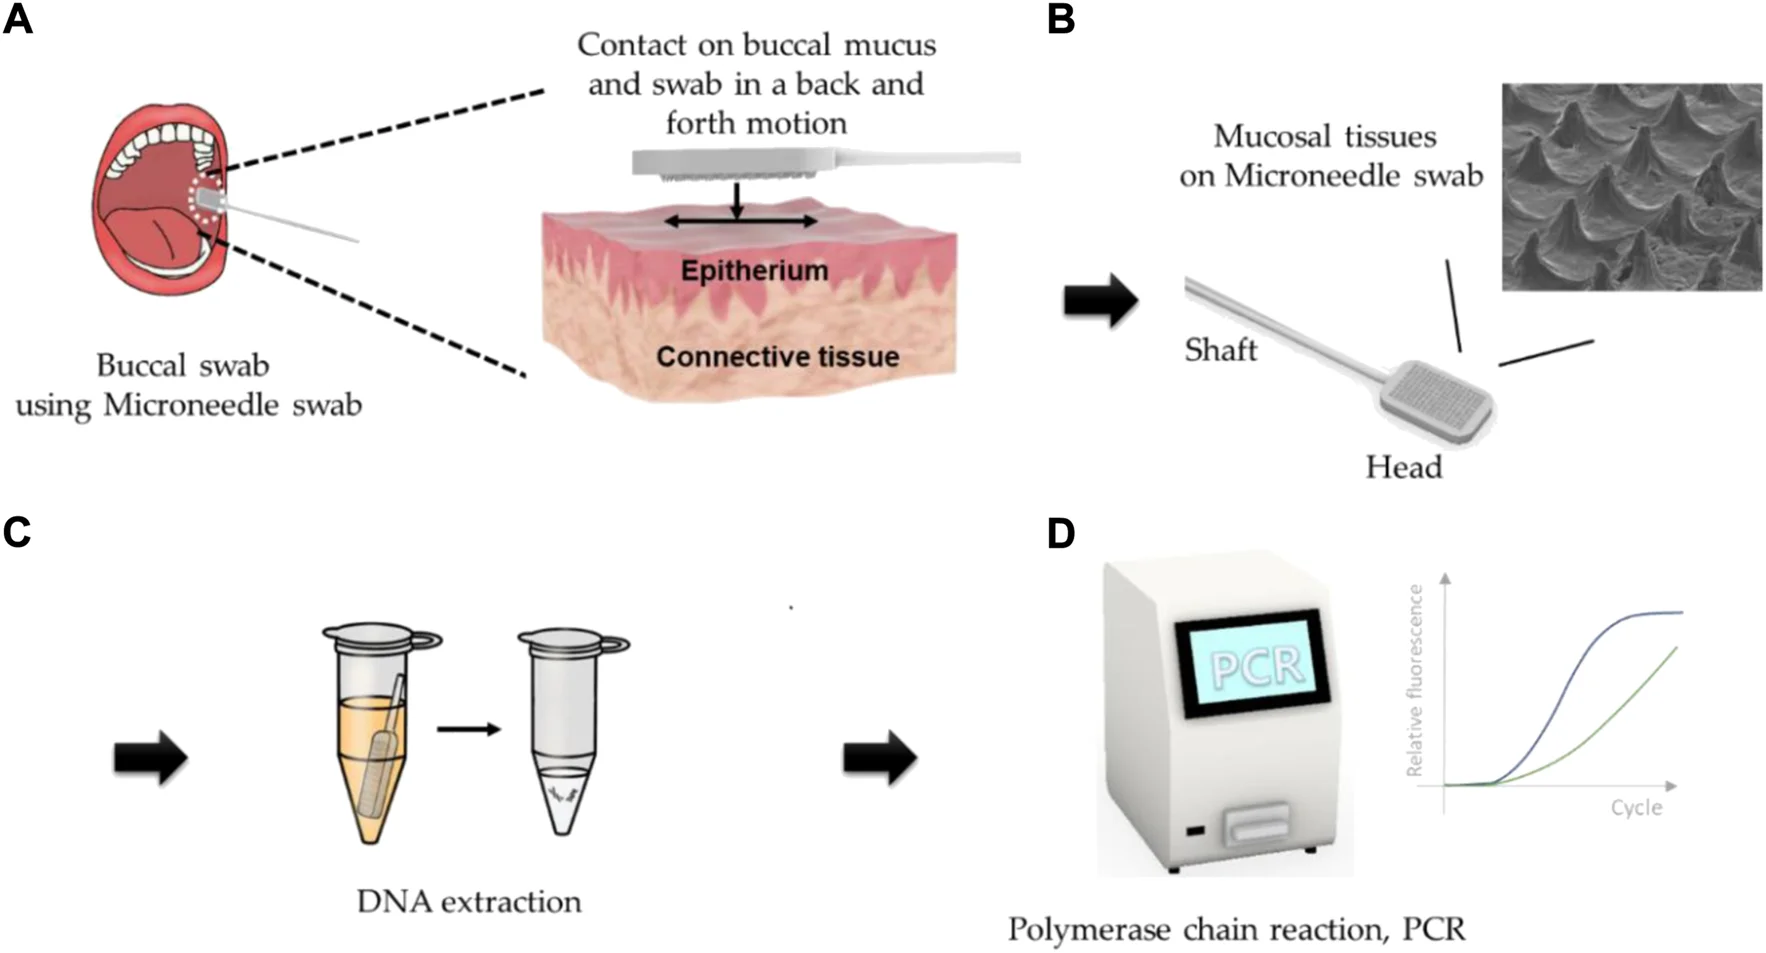 A
Contact on buccal mucus
and swab in a back and
forth motion
Epitherium
Connective tissue
Buccal swab
using Microneedle swab
B
Mucosal tissues
on Microneedle swab
Shaft
Head
C
DNA extraction
D
PCR
Relative fluorescence
Cycle
Polymerase chain reaction, PCR